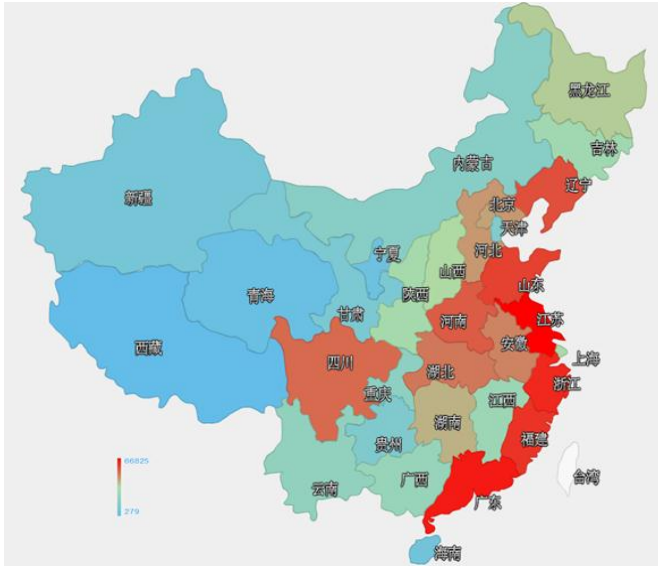 黑龙江
吉林
辽宁
内蒙古
新疆
北京
天津
宁夏
河北
山西
青海
山东
陕西
甘肃
河南
江苏
西藏
安徽
上海
四川
湖北
浙江
重庆
江西
湖南
福建
贵州
广西
台湾
云南
广东
海南
66825
279